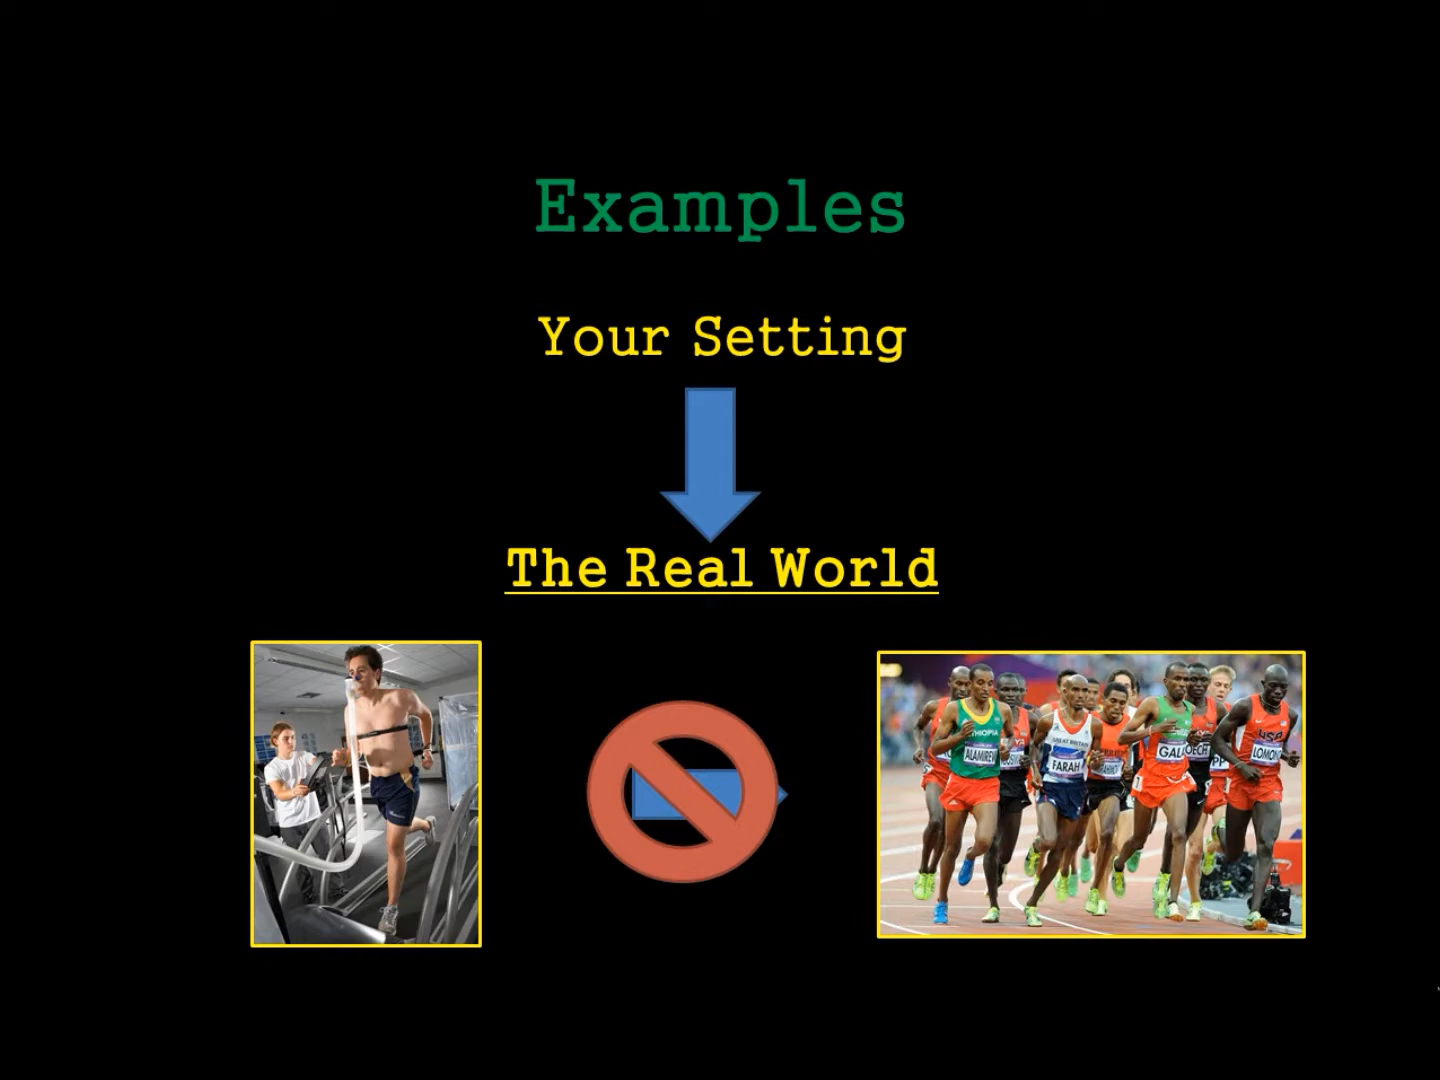 Examples
Your Setting
The Real World
ETHIOPIA
ALAMIREW
GREAT BRITAIN
FARAH
USA
LOMONG